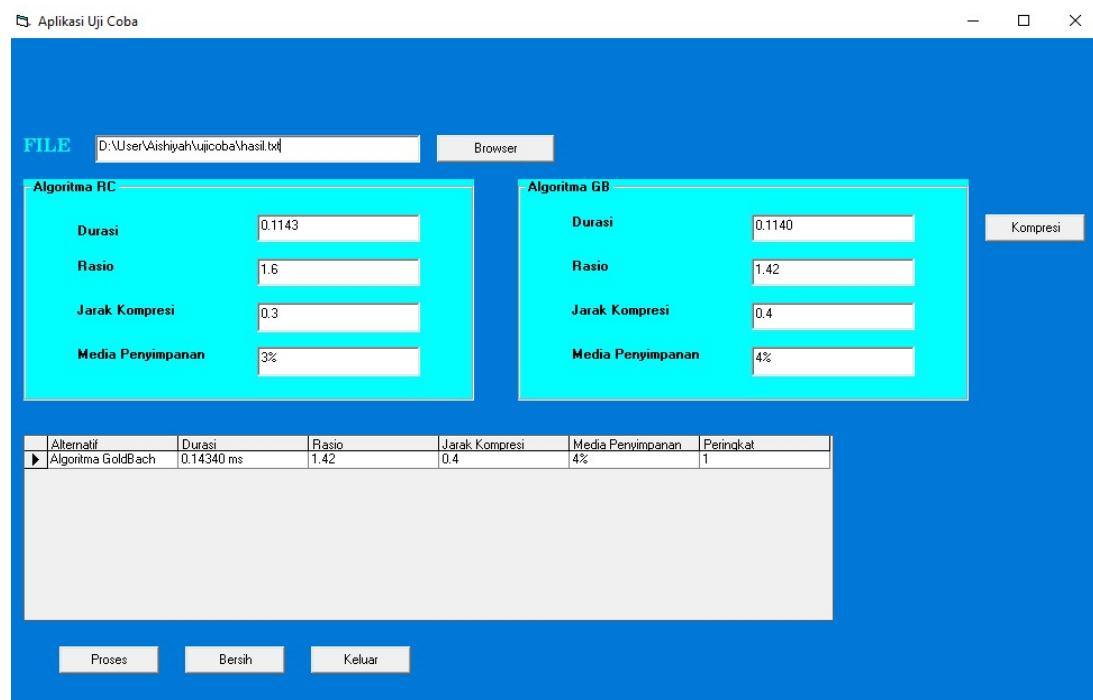 Aplikasi Uji Coba
FILE D:\User\Aishiyah\ujicoba\hasil.txt Browser
Algoritma RC
Durasi 0.1143
Rasio 1.6
Jarak Kompresi 0.3
Media Penyimpanan 3%
Algoritma GB
Durasi 0.1140
Rasio 1.42
Jarak Kompresi 0.4
Media Penyimpanan 4%
Kompresi
Alternatif Durasi Rasio Jarak Kompresi Media Penyimpanan Peringkat
Algoritma GoldBach 0.14340 ms 1.42 0.4 4% 1
Proses Bersih Keluar